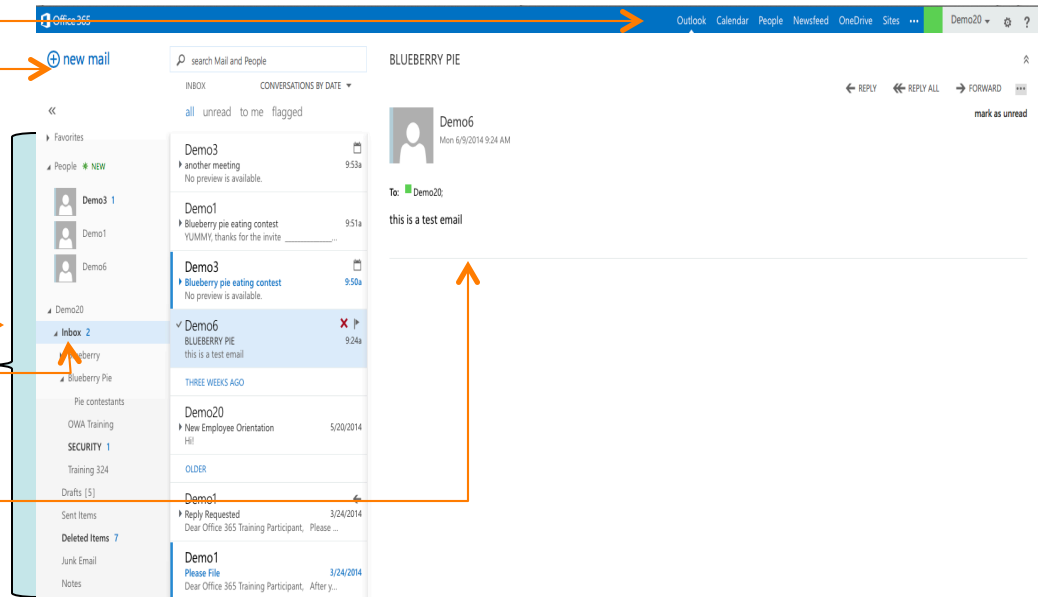 Office 365
Outlook Calendar People Newsfeed OneDrive Sites ••• Demo20 ?
new mail
«
Favorites
People NEW
Demo3 1
Demo1
Demo6
Demo20
Inbox 2
Blueberry
Blueberry Pie
Pie contestants
OWA Training
SECURITY 1
Training 324
Drafts [5]
Sent Items
Deleted Items 7
Junk Email
Notes
search Mail and People
INBOX CONVERSATIONS BY DATE
all unread to me flagged
Demo3
another meeting 9:53a
No preview is available.
Demo1
Blueberry pie eating contest 9:51a
YUMMY, thanks for the invite ____________...
Demo3
Blueberry pie eating contest 9:50a
No preview is available.
Demo6
BLUEBERRY PIE 9:24a
this is a test email
THREE WEEKS AGO
Demo20
New Employee Orientation 5/20/2014
Hi!
OLDER
Demo1
Reply Requested 3/24/2014
Dear Office 365 Training Participant, Please ...
Demo1
Please File 3/24/2014
Dear Office 365 Training Participant, After y...
BLUEBERRY PIE
REPLY REPLY ALL FORWARD •••
mark as unread
Demo6
Mon 6/9/2014 9:24 AM
To: Demo20;
this is a test email